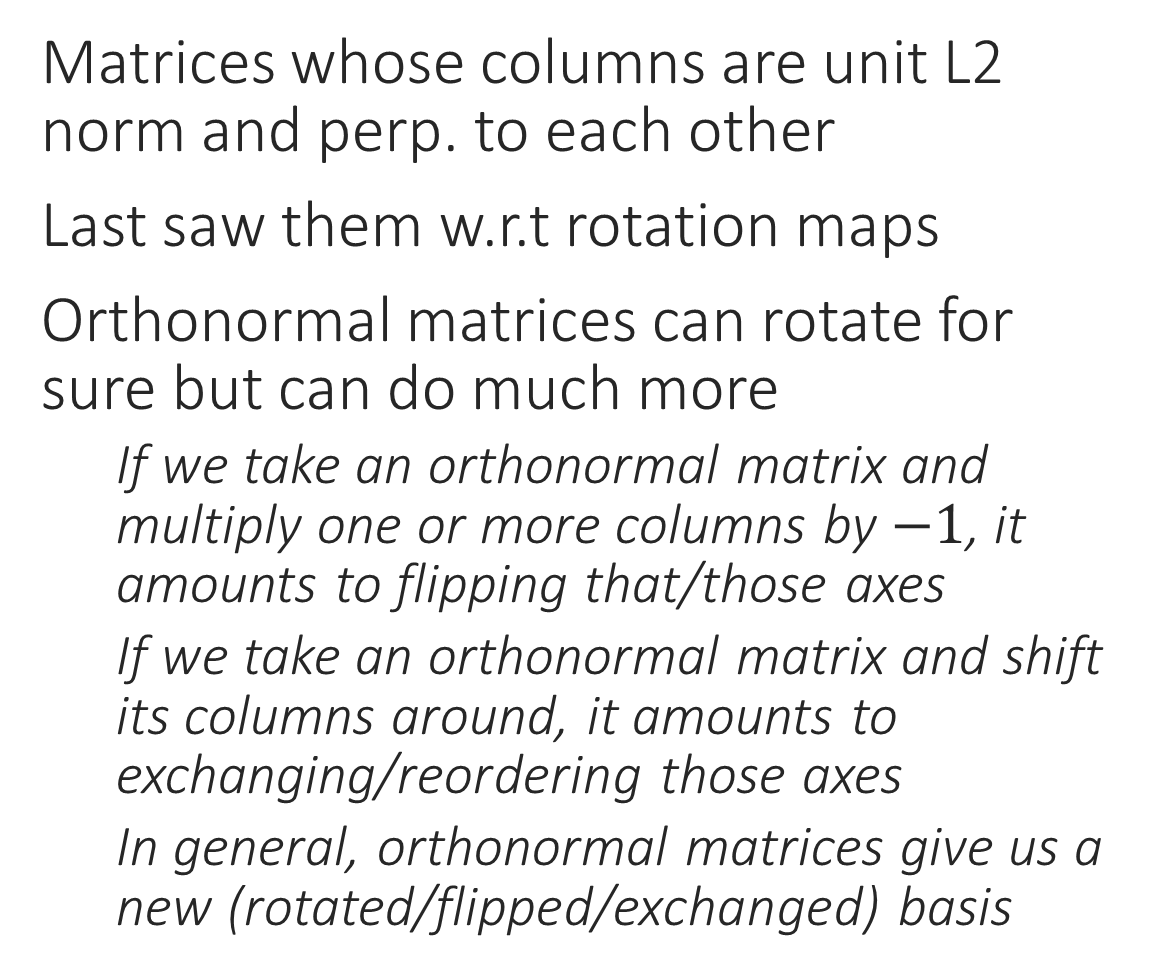 Matrices whose columns are unit L2
norm and perp. to each other
Last saw them w.r.t rotation maps
Orthonormal matrices can rotate for
sure but can do much more
If we take an orthonormal matrix and
multiply one or more columns by −1, it
amounts to flipping that/those axes
If we take an orthonormal matrix and shift
its columns around, it amounts to
exchanging/reordering those axes
In general, orthonormal matrices give us a
new (rotated/flipped/exchanged) basis